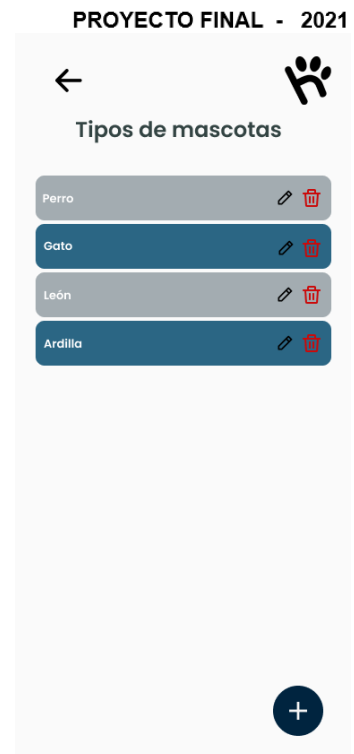 PROYECTO FINAL - 2021
Tipos de mascotas
Perro
Gato
León
Ardilla